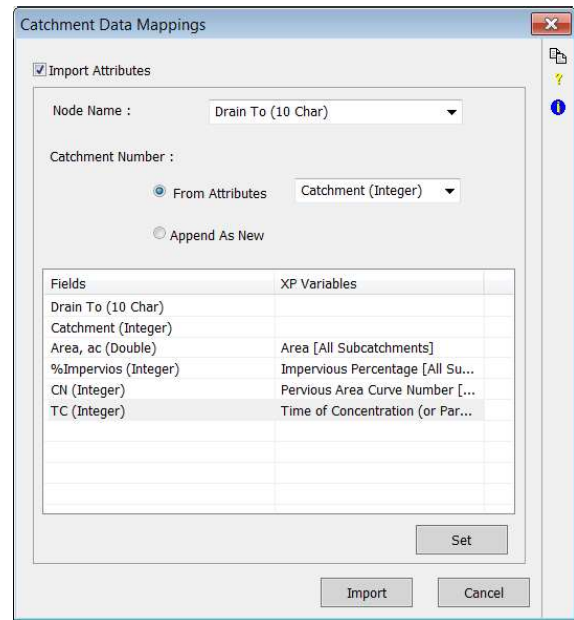 Catchment Data Mappings
Import Attributes
Node Name :
Drain To (10 Char)
Catchment Number :
From Attributes
Catchment (Integer)
Append As New
Fields XP Variables
Drain To (10 Char)
Catchment (Integer)
Area, ac (Double) Area [All Subcatchments]
%Impervios (Integer) Impervious Percentage [All Su...
CN (Integer) Pervious Area Curve Number [...
TC (Integer) Time of Concentration (or Par...
Set
Import Cancel